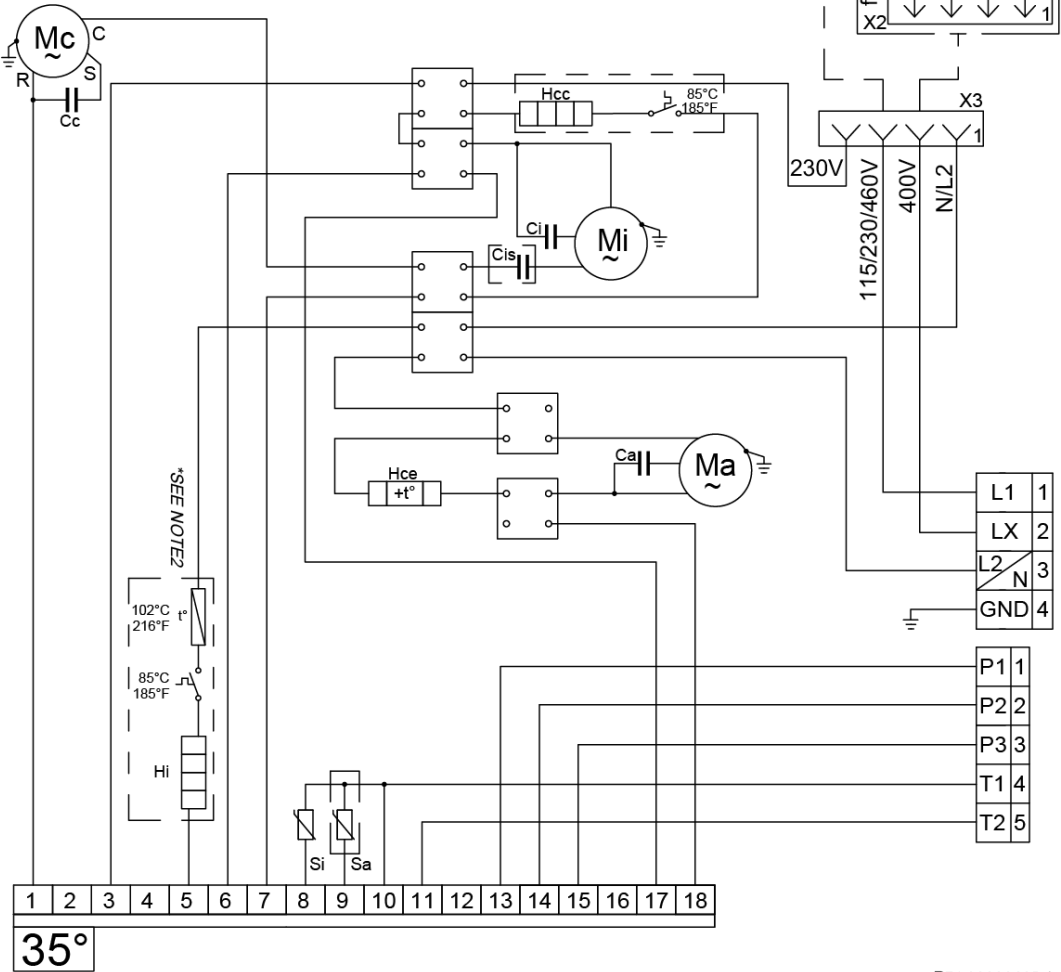 X2
1
Mc
~
C
R
S
Cc
Hcc
85°C
185°F
X3
1
230V
115/230/460V
400V
N/L2
Ci
Mi
~
Cis
Ca
Ma
~
Hce
+t°
*SEE NOTE2
102°C
216°F
t°
85°C
185°F
Hi
Si
Sa
L1 1
LX 2
L2/N 3
GND 4
P1 1
P2 2
P3 3
T1 4
T2 5
1 2 3 4 5 6 7 8 9 10 11 12 13 14 15 16 17 18
35°